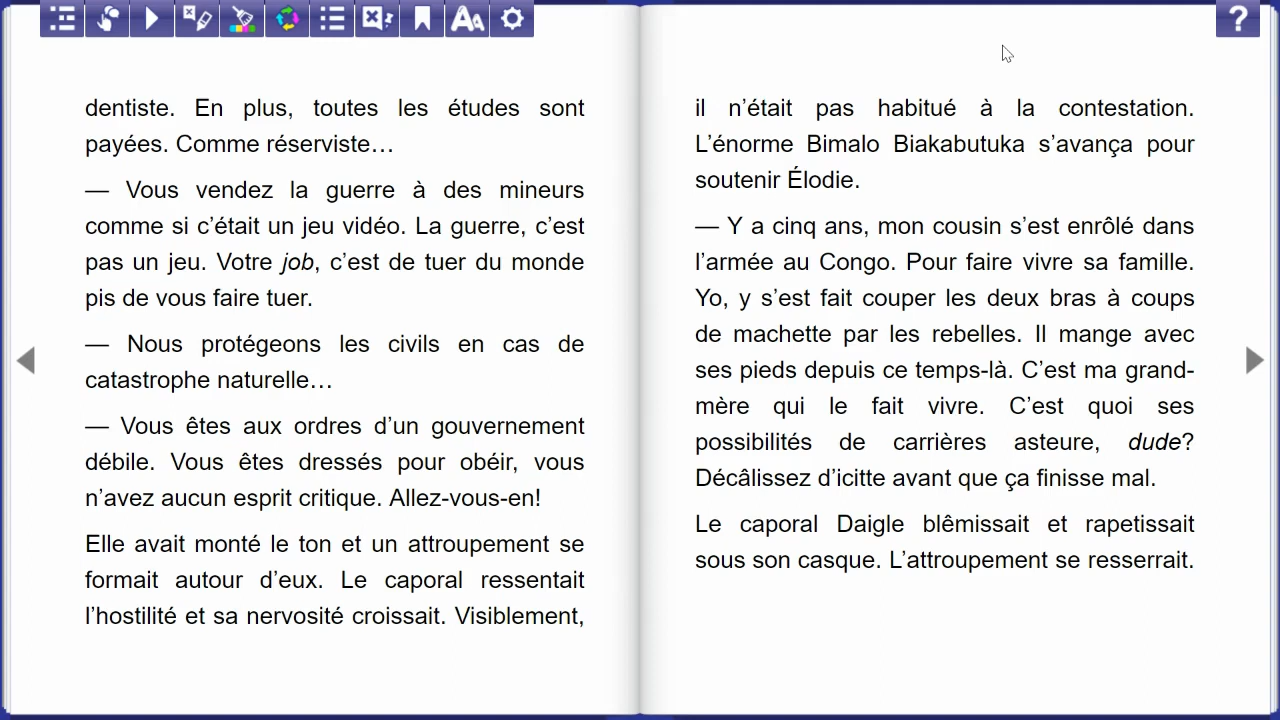 dentiste. En plus, toutes les études sont
payées. Comme réserviste…
— Vous vendez la guerre à des mineurs
comme si c’était un jeu vidéo. La guerre, c’est
pas un jeu. Votre job, c’est de tuer du monde
pis de vous faire tuer.
— Nous protégeons les civils en cas de
catastrophe naturelle…
— Vous êtes aux ordres d’un gouvernement
débile. Vous êtes dressés pour obéir, vous
n’avez aucun esprit critique. Allez-vous-en!
Elle avait monté le ton et un attroupement se
formait autour d’eux. Le caporal ressentait
l’hostilité et sa nervosité croissait. Visiblement,
il n’était pas habitué à la contestation.
L’énorme Bimalo Biakabutuka s’avança pour
soutenir Élodie.
— Y a cinq ans, mon cousin s’est enrôlé dans
l’armée au Congo. Pour faire vivre sa famille.
Yo, y s’est fait couper les deux bras à coups
de machette par les rebelles. Il mange avec
ses pieds depuis ce temps-là. C’est ma grand-
mère qui le fait vivre. C’est quoi ses
possibilités de carrières asteure, dude?
Décâlissez d’icitte avant que ça finisse mal.
Le caporal Daigle blêmissait et rapetissait
sous son casque. L’attroupement se resserrait.